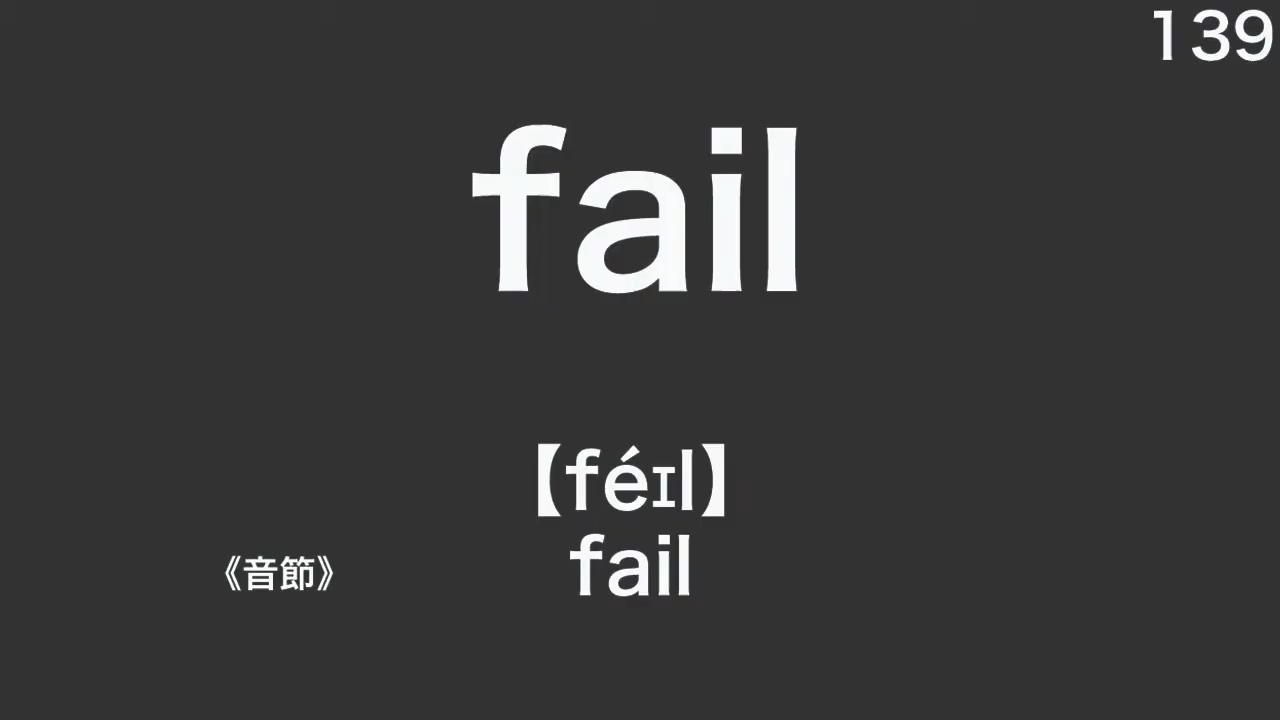 139
fail
【féɪl】
《音節》 fail